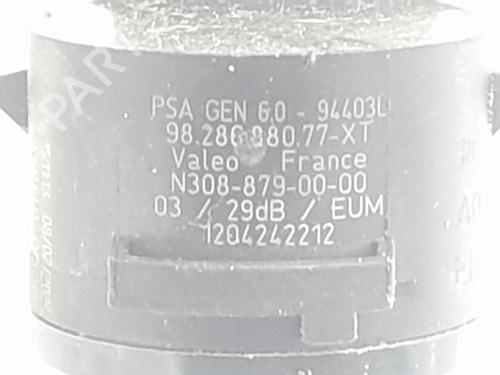 PSA GEN 6.0 - 94403L
98.286.880.77-XT
Valeo France
N308-879-00-00
03 / 29dB / EUM
1204242212